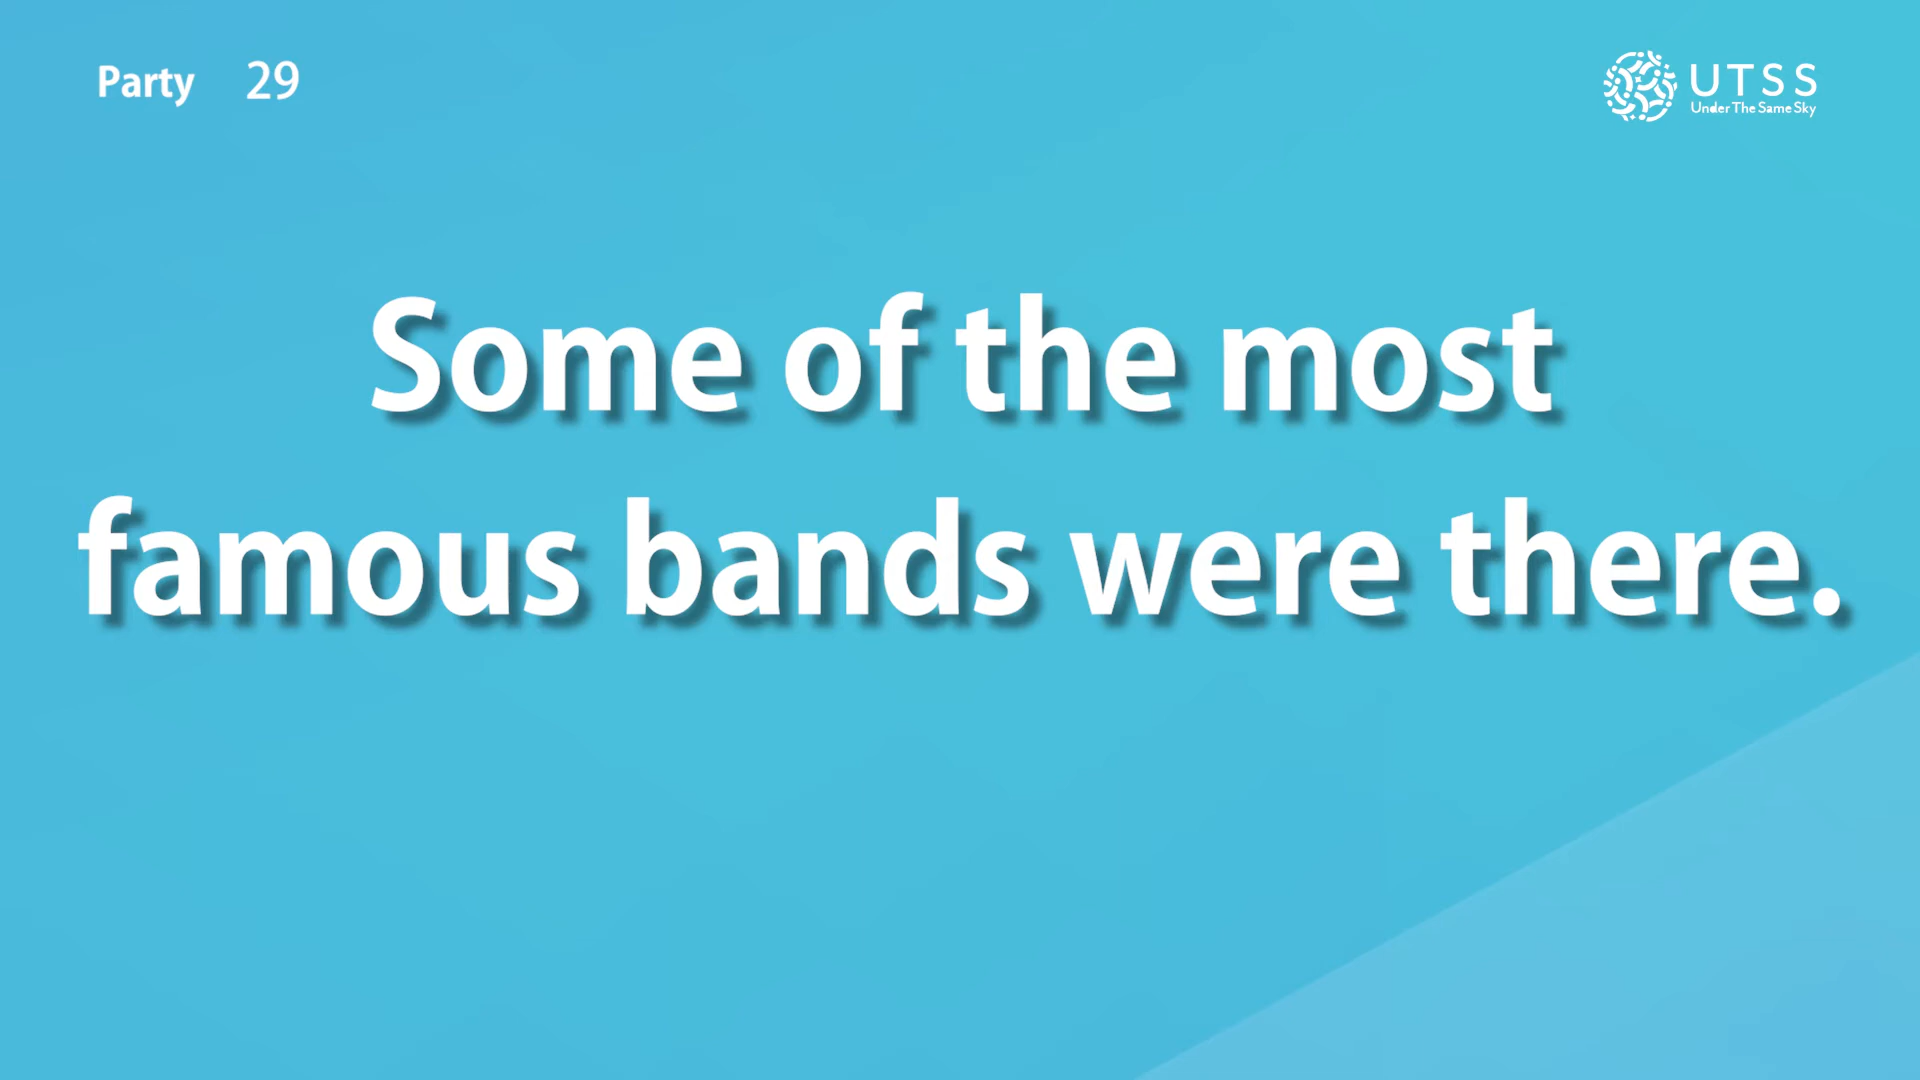 Party 29
UTSS
Under The Same Sky
Some of the most
famous bands were there.